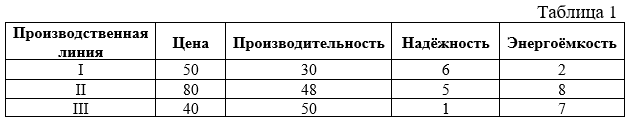 Таблица 1
Производственная линия Цена Производительность Надёжность Энергоёмкость
I 50 30 6 2
II 80 48 5 8
III 40 50 1 7